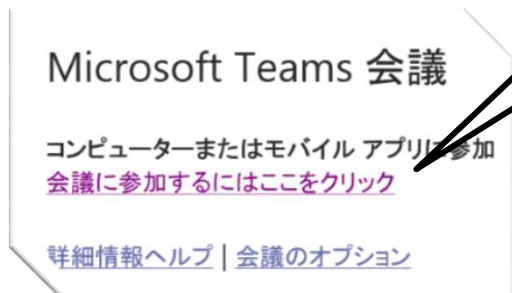 Microsoft Teams 会議
コンピューターまたはモバイル アプリに参加
会議に参加するにはここをクリック
詳細情報ヘルプ | 会議のオプション